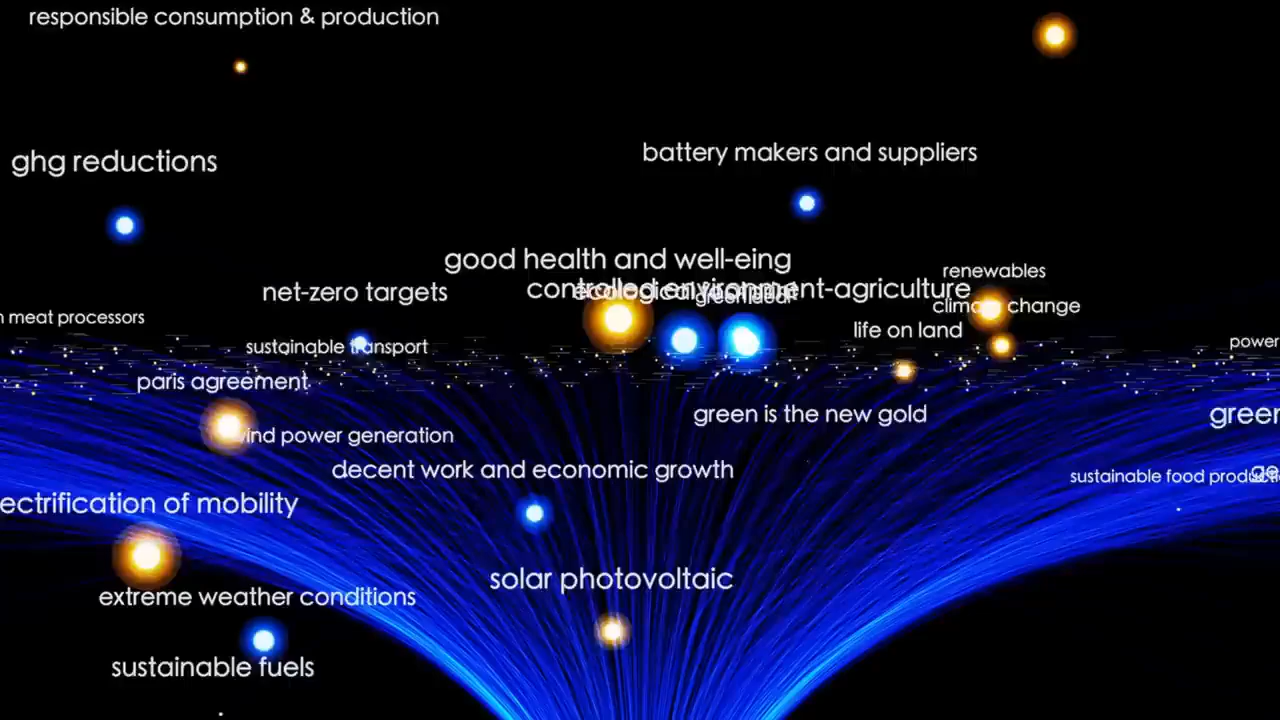 responsible consumption & production
ghg reductions
battery makers and suppliers
good health and well-eing
renewables
controlled environment-agriculture
net-zero targets
climate change
meat processors
life on land
sustainable transport
power
paris agreement
green is the new gold
green
wind power generation
decent work and economic growth
sustainable food producti
ectrification of mobility
solar photovoltaic
extreme weather conditions
sustainable fuels